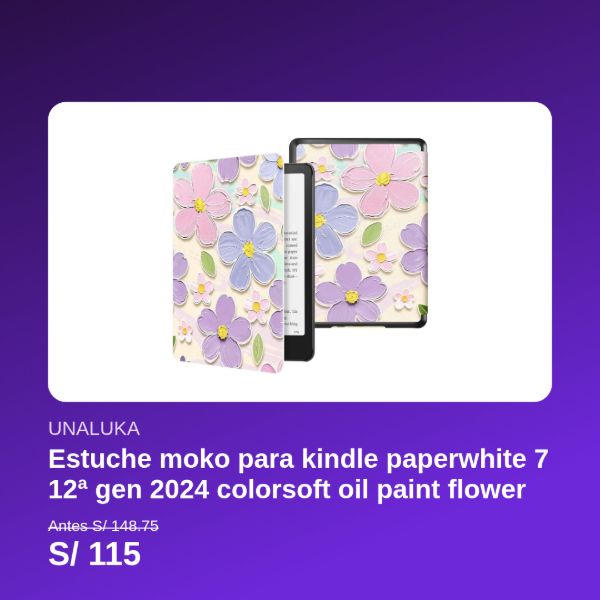 UNALUKA
Estuche moko para kindle paperwhite 7
12ª gen 2024 colorsoft oil paint flower
Antes S/ 148.75
S/ 115